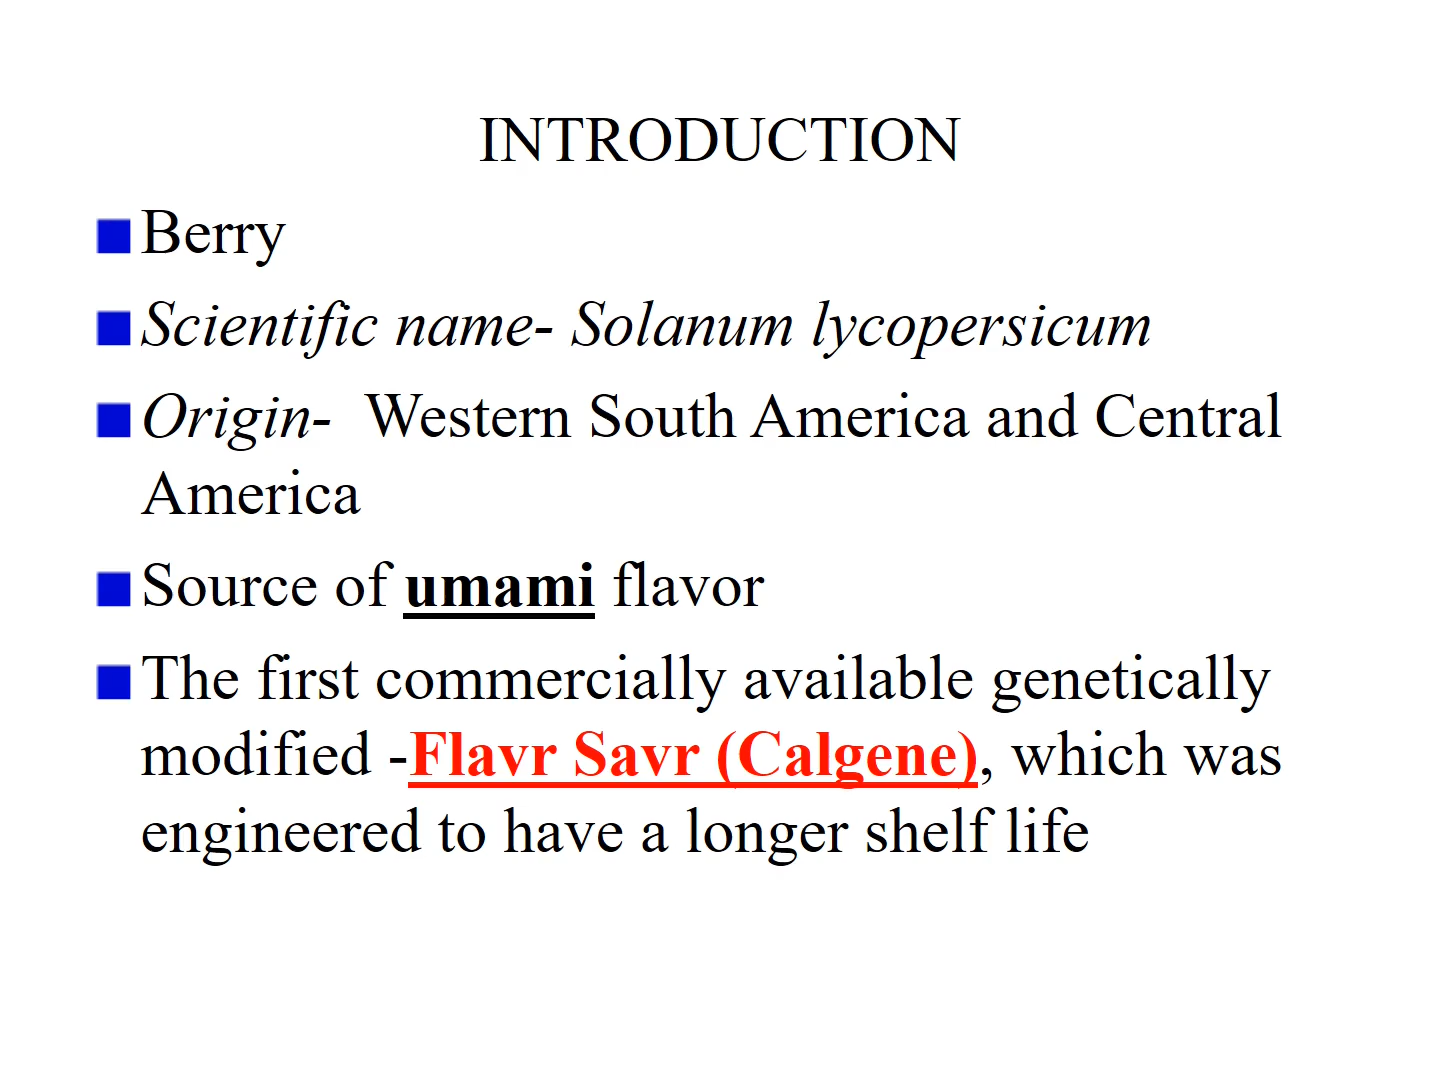 INTRODUCTION
Berry
Scientific name- Solanum lycopersicum
Origin- Western South America and Central
America
Source of umami flavor
The first commercially available genetically
modified -Flavr Savr (Calgene), which was
engineered to have a longer shelf life